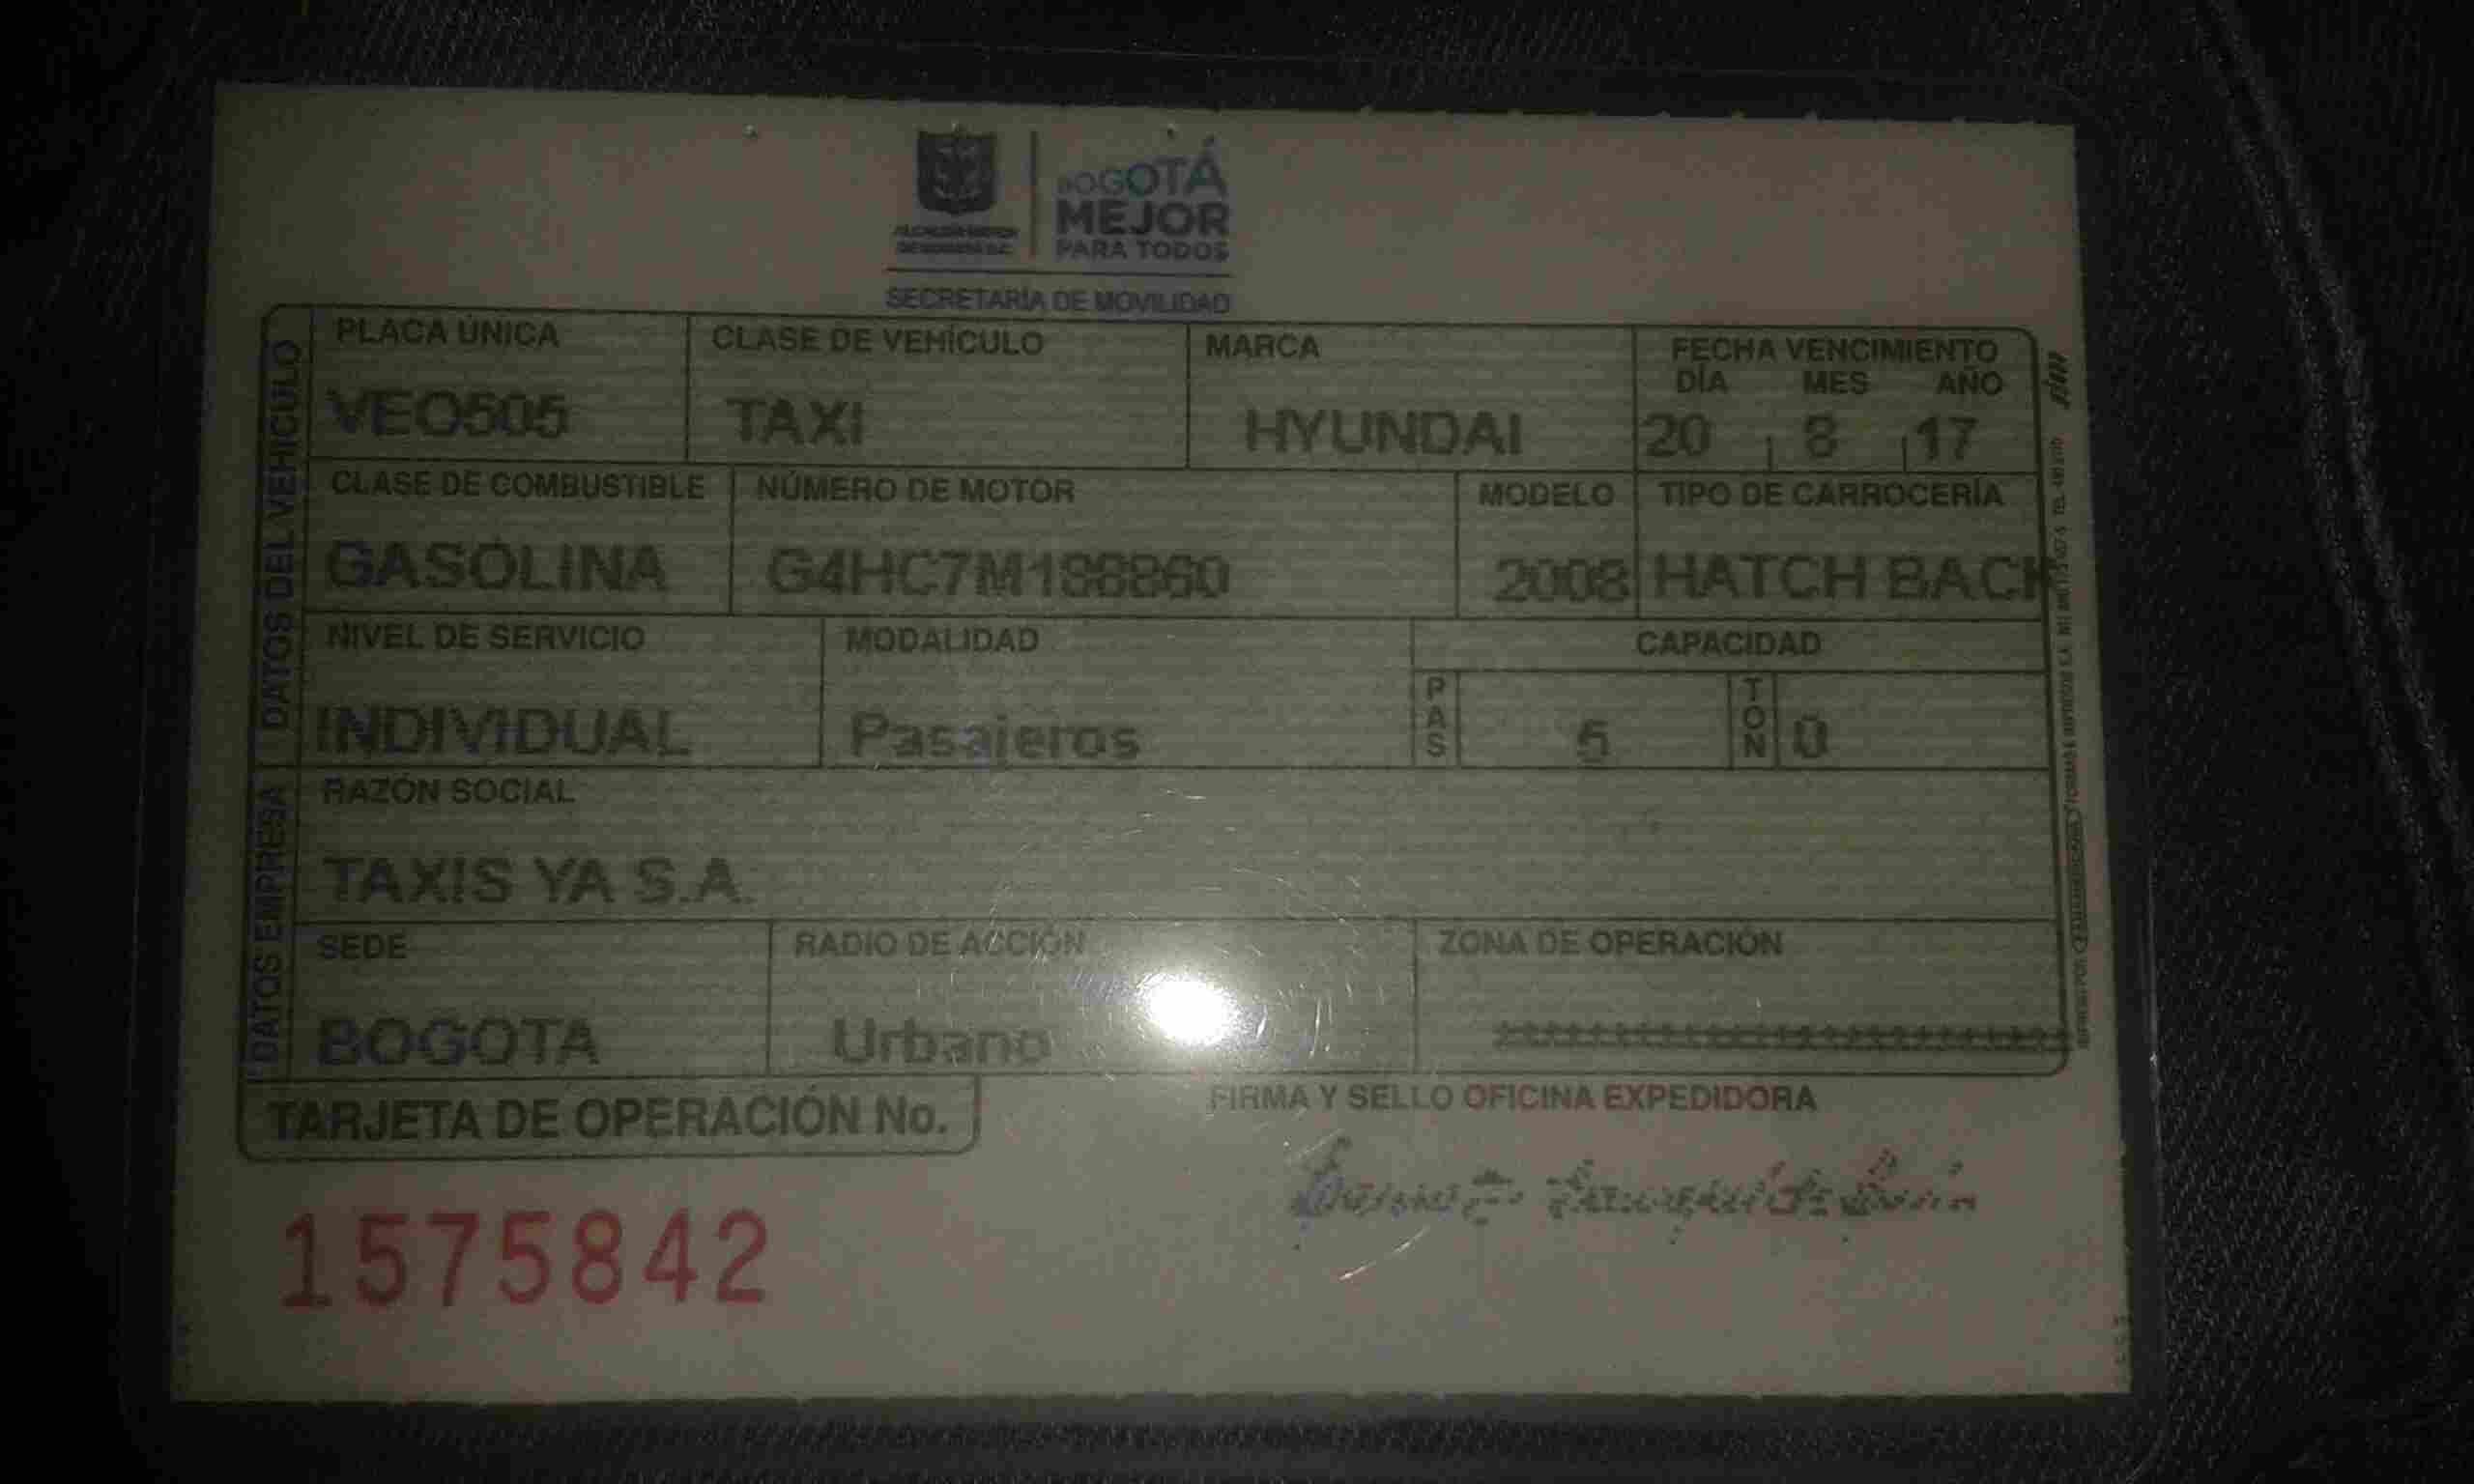 ALCALDÍA MAYOR
DE BOGOTÁ D.C.
BOGOTÁ
MEJOR
PARA TODOS
SECRETARÍA DE MOVILIDAD
DATOS DEL VEHICULO
PLACA ÚNICA CLASE DE VEHÍCULO MARCA FECHA VENCIMIENTO
DÍA MES AÑO
VEO505 TAXI HYUNDAI 20 8 17
CLASE DE COMBUSTIBLE NÚMERO DE MOTOR MODELO TIPO DE CARROCERÍA
GASOLINA G4HC7M188860 2008 HATCH BACK
NIVEL DE SERVICIO MODALIDAD CAPACIDAD
INDIVIDUAL Pasajeros PAS 5 TON 0
DATOS EMPRESA
RAZÓN SOCIAL
TAXIS YA S.A.
SEDE RADIO DE ACCIÓN ZONA DE OPERACIÓN
BOGOTA Urbano
TARJETA DE OPERACIÓN No. FIRMA Y SELLO OFICINA EXPEDIDORA
1575842